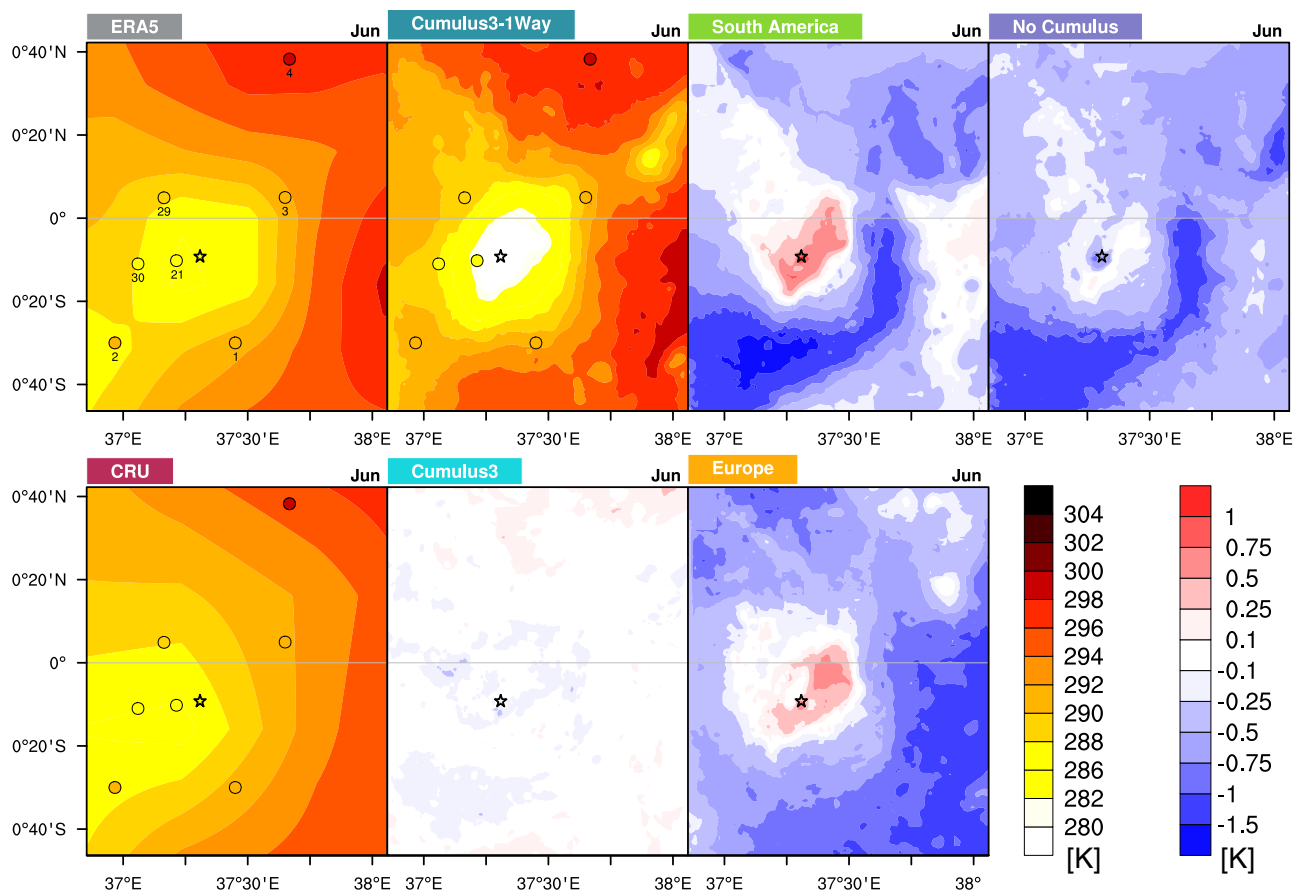 ERA5
Jun
Cumulus3-1Way
Jun
South America
Jun
No Cumulus
Jun
0°40'N
0°20'N
0°
0°20'S
0°40'S
4
29
3
30
21
2
1
37°E
37°30'E
38°E
37°E
37°30'E
38°E
37°E
37°30'E
38°E
37°E
37°30'E
38°E
CRU
Jun
Cumulus3
Jun
Europe
Jun
0°40'N
0°20'N
0°
0°20'S
0°40'S
37°E
37°30'E
38°E
37°E
37°30'E
38°E
37°E
37°30'E
38°
304
302
300
298
296
294
292
290
288
286
282
280
[K]
1
0.75
0.5
0.25
0.1
-0.1
-0.25
-0.5
-0.75
-1
-1.5
[K]